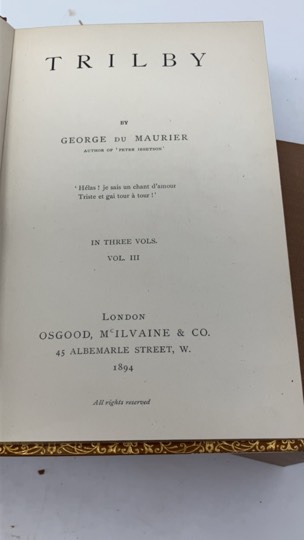 TRILBY
BY
GEORGE DU MAURIER
AUTHOR OF 'PETER IBBETSON'
'Hélas! je sais un chant d'amour
Triste et gai tour à tour!'
IN THREE VOLS.
VOL. III
LONDON
OSGOOD, McILVAINE & CO.
45 ALBEMARLE STREET, W.
1894
All rights reserved